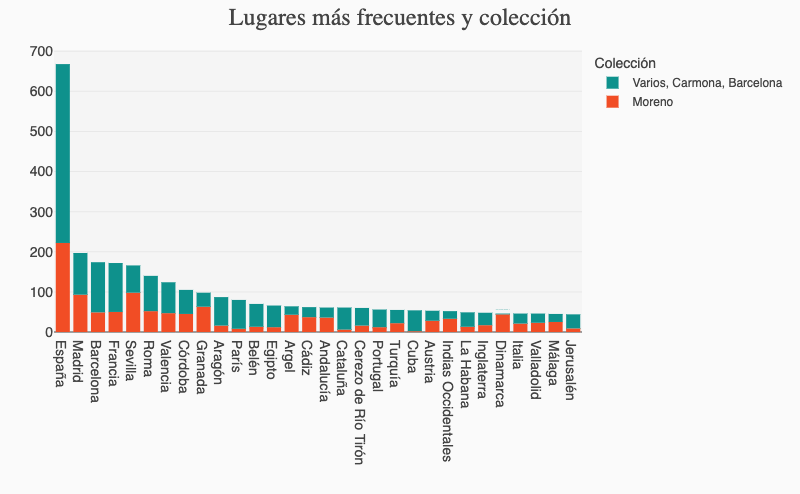 Lugares más frecuentes y colección
700
600
500
400
300
200
100
0
Colección
Varios, Carmona, Barcelona
Moreno
España
Madrid
Barcelona
Francia
Sevilla
Roma
Valencia
Córdoba
Granada
Aragón
París
Belén
Egipto
Argel
Cádiz
Andalucía
Cataluña
Cerezo de Río Tirón
Portugal
Turquía
Cuba
Austria
Indias Occidentales
La Habana
Inglaterra
Dinamarca
Italia
Valladolid
Málaga
Jerusalén